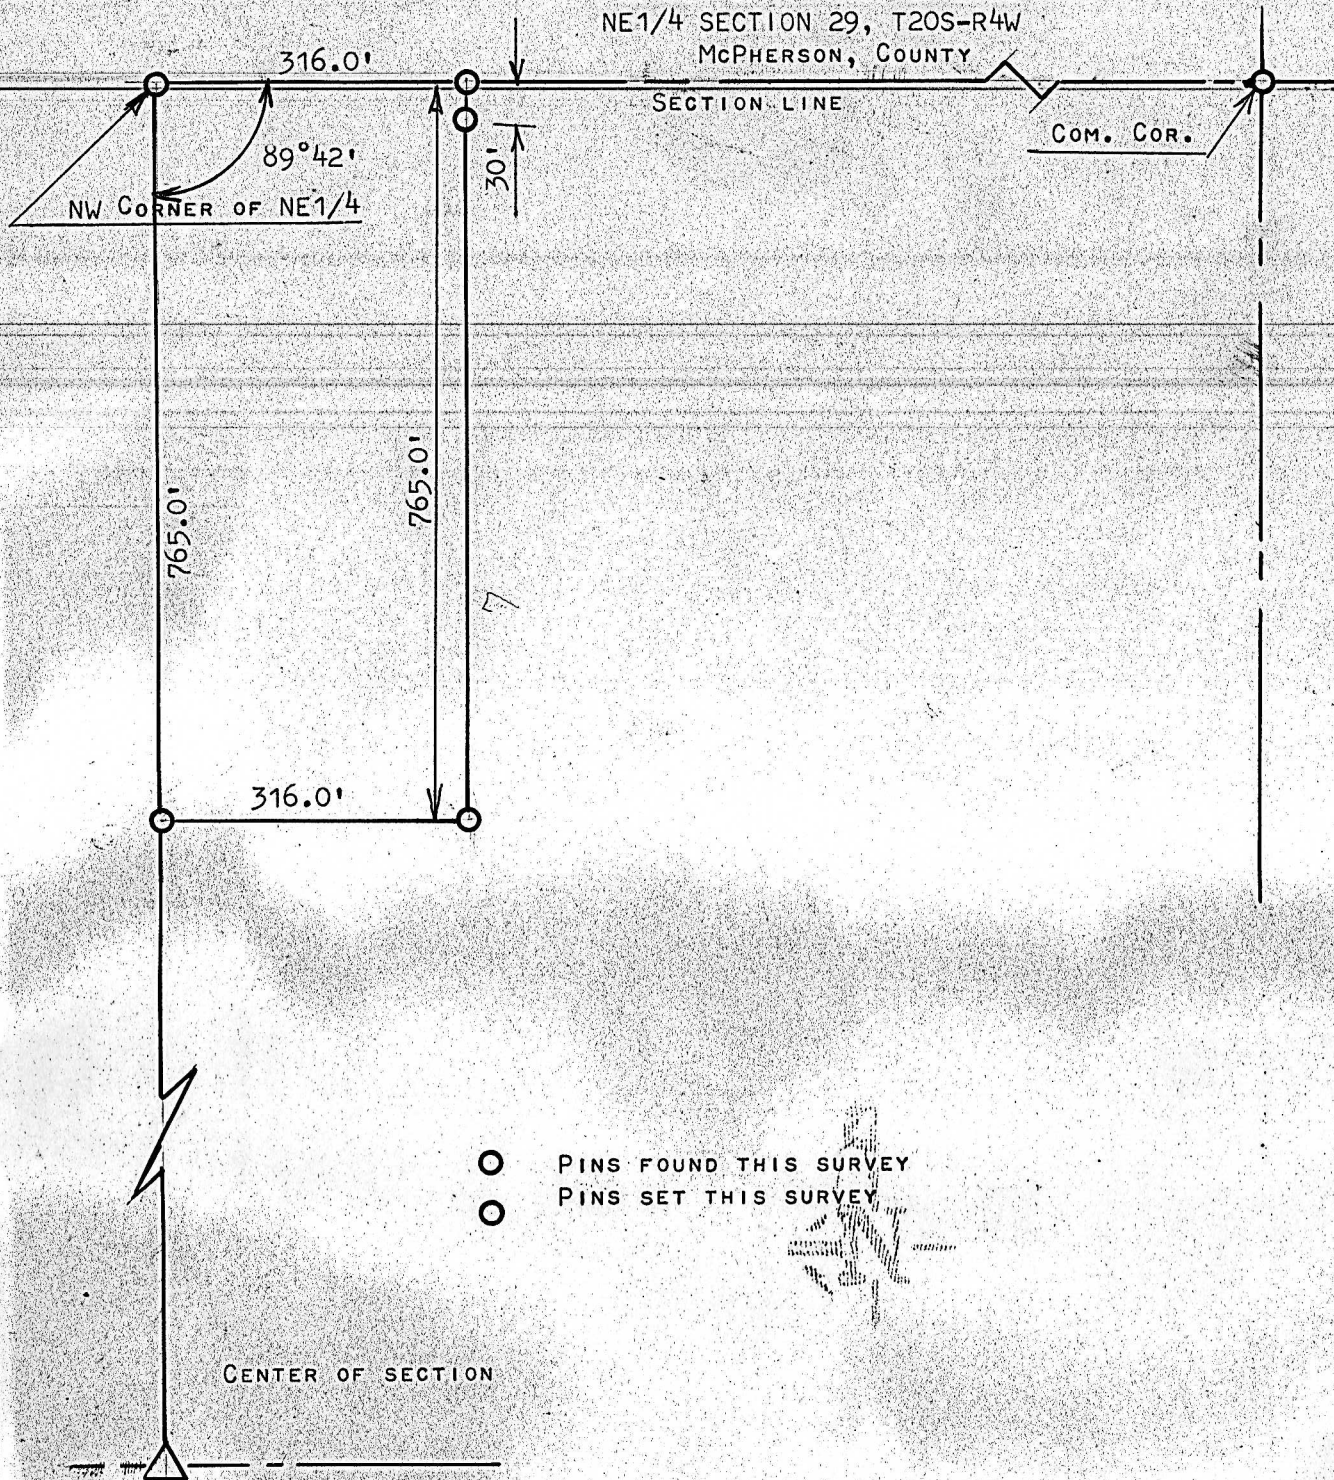 NE1/4 SECTION 29, T20S-R4W
McPHERSON, COUNTY
316.0'
SECTION LINE
COM. COR.
89°42'
30'
NW CORNER OF NE1/4
765.0'
765.0'
316.0'
PINS FOUND THIS SURVEY
PINS SET THIS SURVEY
N
CENTER OF SECTION